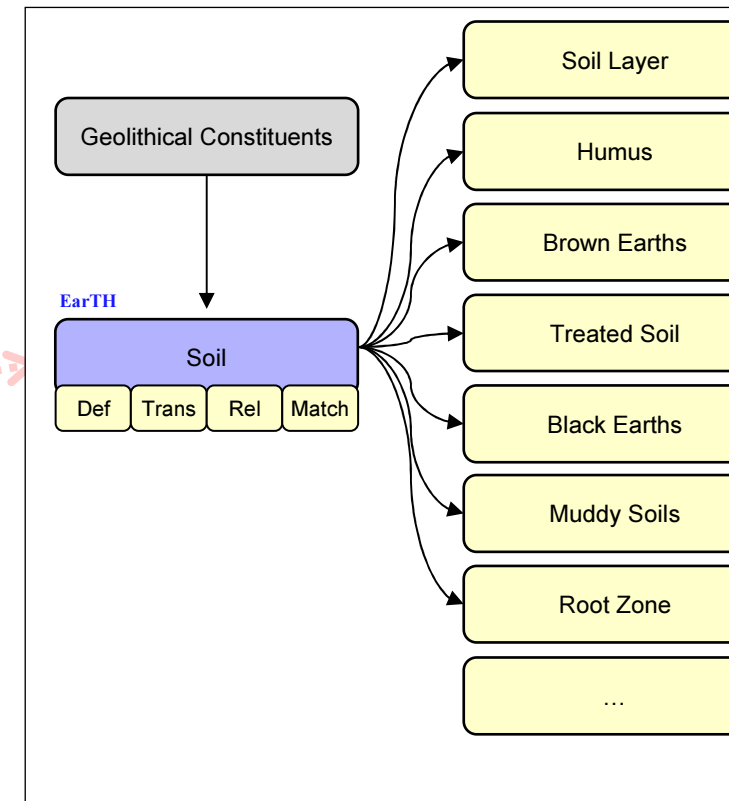 Geolithical Constituents
EarTH
Soil
Def Trans Rel Match
Soil Layer
Humus
Brown Earths
Treated Soil
Black Earths
Muddy Soils
Root Zone
…